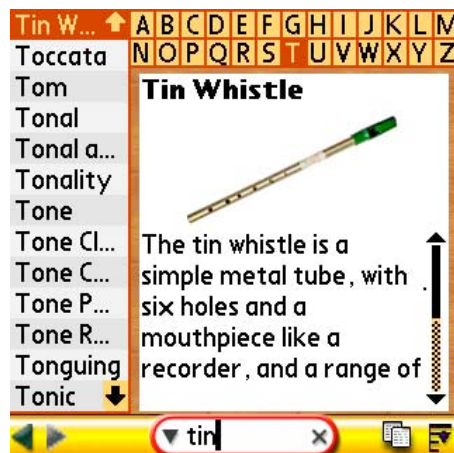 Tin W...
Toccata
Tom
Tonal
Tonal a...
Tonality
Tone
Tone Cl...
Tone C...
Tone P...
Tone R...
Tonguing
Tonic
A B C D E F G H I J K L M
N O P Q R S T U V W X Y Z
Tin Whistle
The tin whistle is a
simple metal tube, with
six holes and a
mouthpiece like a
recorder, and a range of
tin